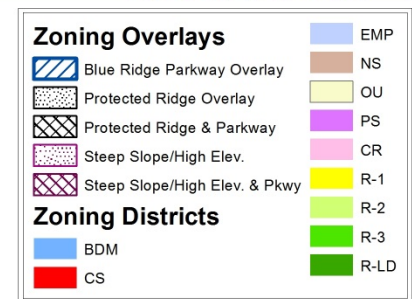 Zoning Overlays
Blue Ridge Parkway Overlay
Protected Ridge Overlay
Protected Ridge & Parkway
Steep Slope/High Elev.
Steep Slope/High Elev. & Pkwy
Zoning Districts
BDM
CS
EMP
NS
OU
PS
CR
R-1
R-2
R-3
R-LD